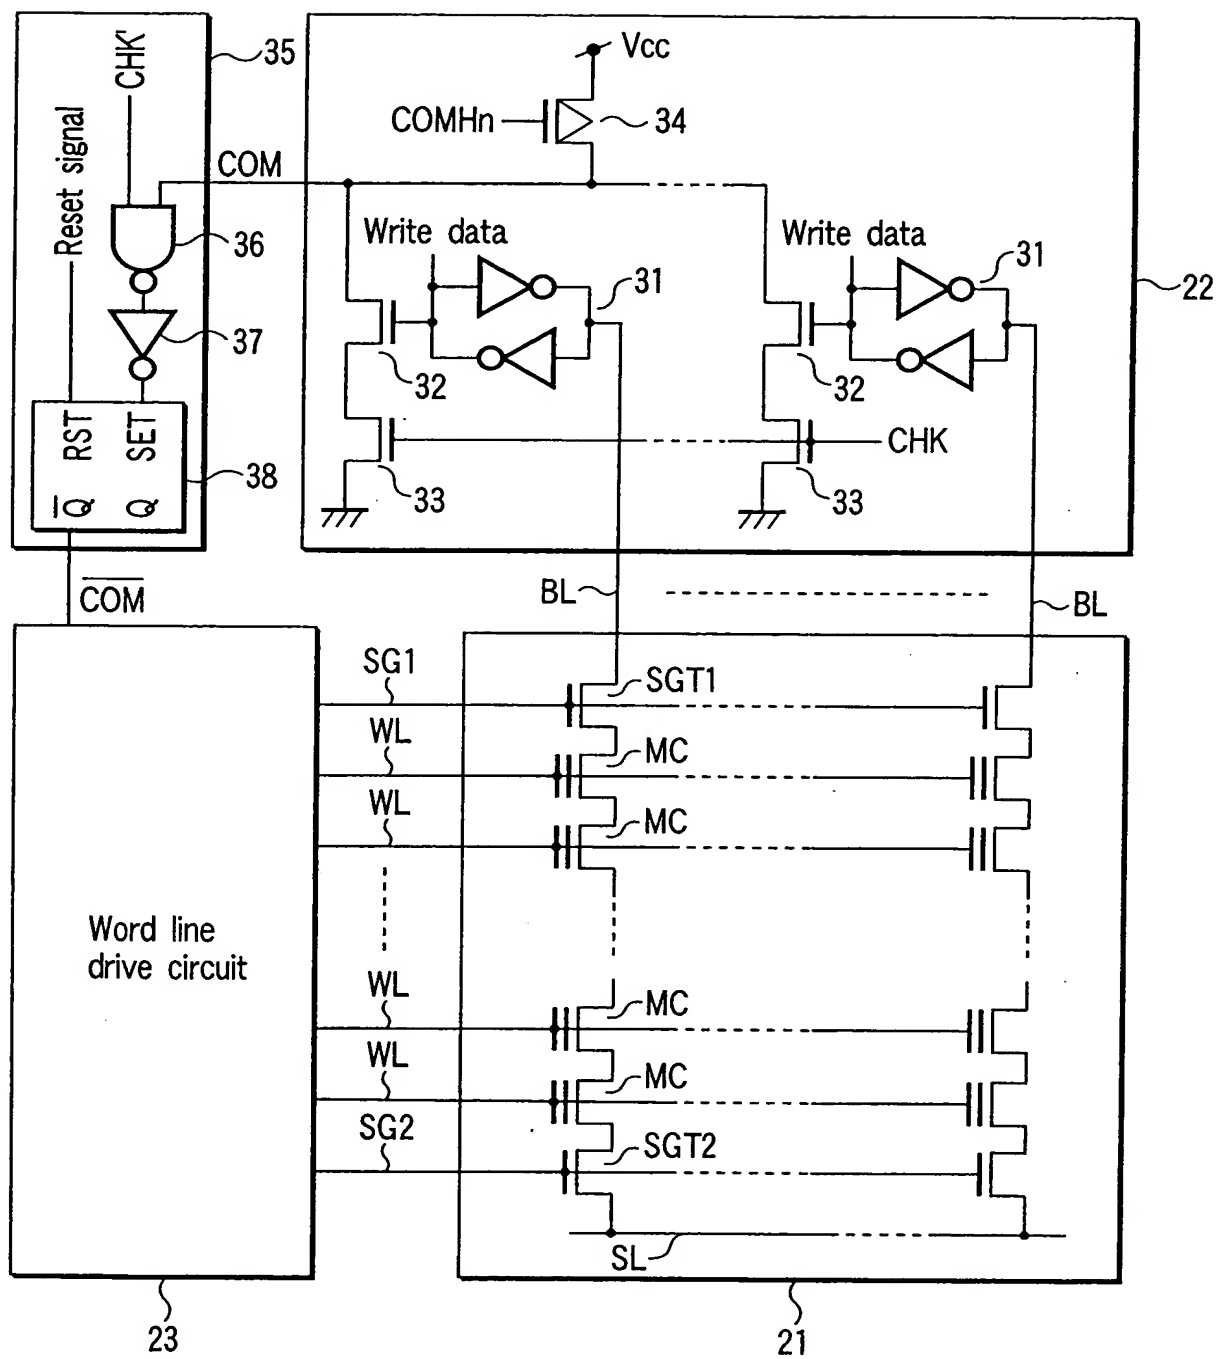 CHK'
35
Reset signal
COM
36
37
RST
SET
38
Q̅
Q
C̅O̅M̅
Vcc
COMHn
34
Write data
31
32
33
Write data
31
32
33
CHK
22
BL
BL
SG1
SGT1
WL
MC
WL
MC
Word line
drive circuit
WL
MC
WL
MC
SG2
SGT2
SL
23
21